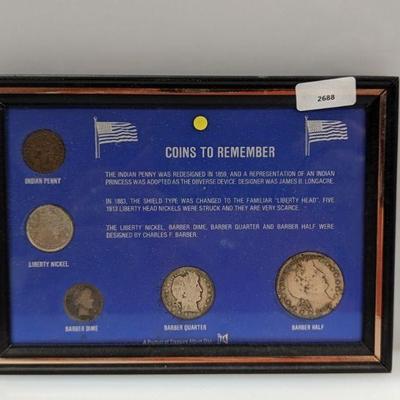 2688
COINS TO REMEMBER
THE INDIAN PENNY WAS REDESIGNED IN 1859, AND A REPRESENTATION OF AN INDIAN
PRINCESS WAS ADOPTED AS THE OBVERSE DEVICE. DESIGNER WAS JAMES B. LONGACRE.
IN 1883, THE SHIELD TYPE WAS CHANGED TO THE FAMILIAR "LIBERTY HEAD". FIVE
1913 LIBERTY HEAD NICKELS WERE STRUCK AND THEY ARE VERY SCARCE.
THE LIBERTY NICKEL, BARBER DIME, BARBER QUARTER AND BARBER HALF WERE
DESIGNED BY CHARLES F. BARBER.
INDIAN PENNY
LIBERTY NICKEL
BARBER DIME
BARBER QUARTER
BARBER HALF
A Product of Treasure